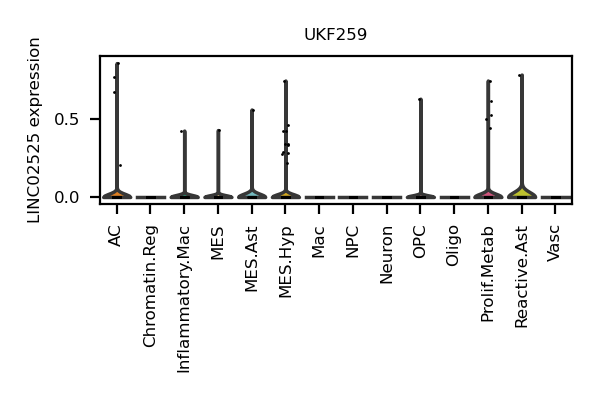 UKF259
LINC02525 expression
0.5
0.0
AC
Chromatin.Reg
Inflammatory.Mac
MES
MES.Ast
MES.Hyp
Mac
NPC
Neuron
OPC
Oligo
Prolif.Metab
Reactive.Ast
Vasc